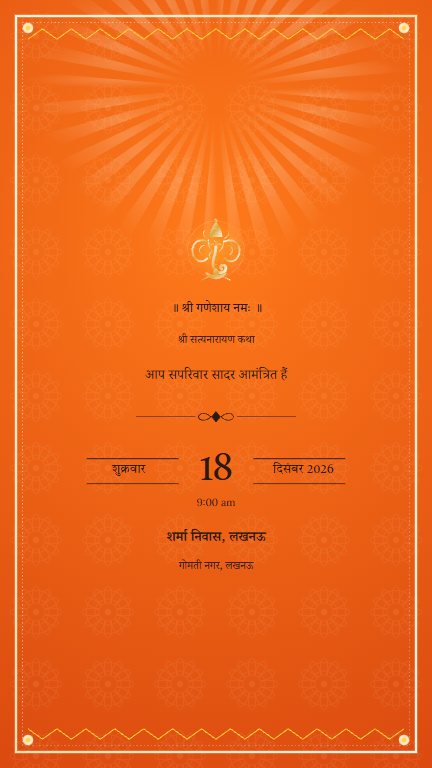 ॥ श्री गणेशाय नमः ॥
श्री सत्यनारायण कथा
आप सपरिवार सादर आमंत्रित हैं
शुक्रवार 18 दिसंबर 2026
9:00 am
शर्मा निवास, लखनऊ
गोमती नगर, लखनऊ